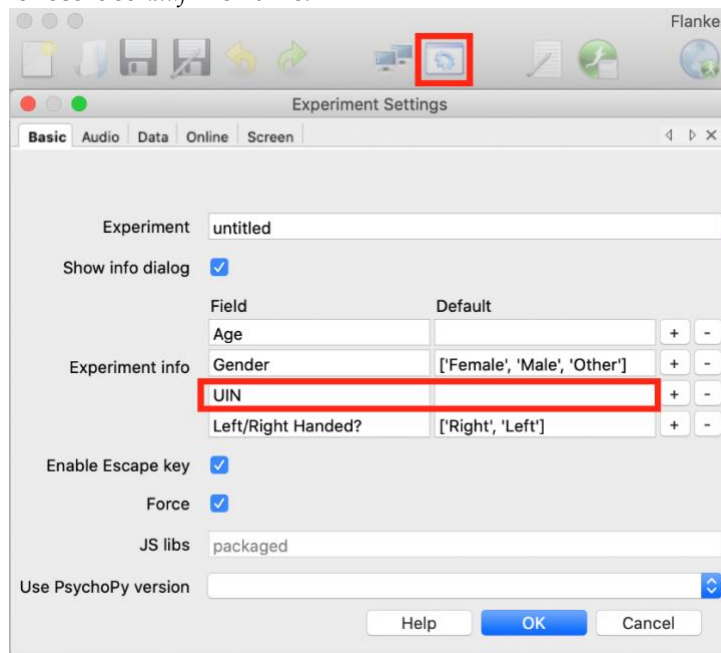 Flanke
Experiment Settings
Basic Audio Data Online Screen
Experiment untitled
Show info dialog
Field Default
Age + -
Experiment info Gender ['Female', 'Male', 'Other'] + -
UIN + -
Left/Right Handed? ['Right', 'Left'] + -
Enable Escape key
Force
JS libs packaged
Use PsychoPy version
Help OK Cancel